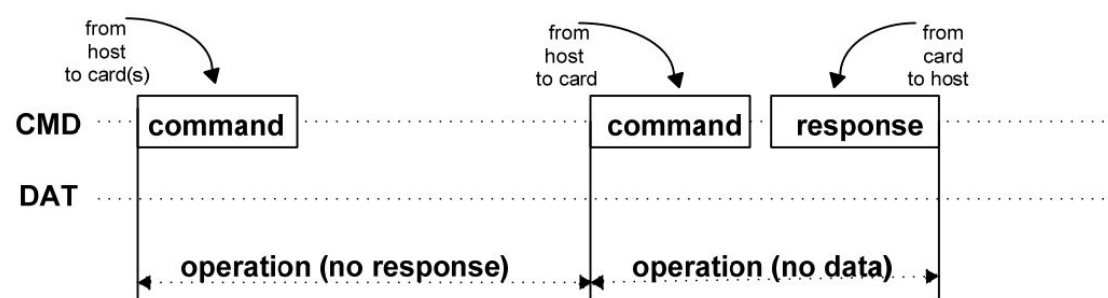 from
host
to card(s)
from
host
to card
from
card
to host
CMD
command
command
response
DAT
operation (no response)
operation (no data)